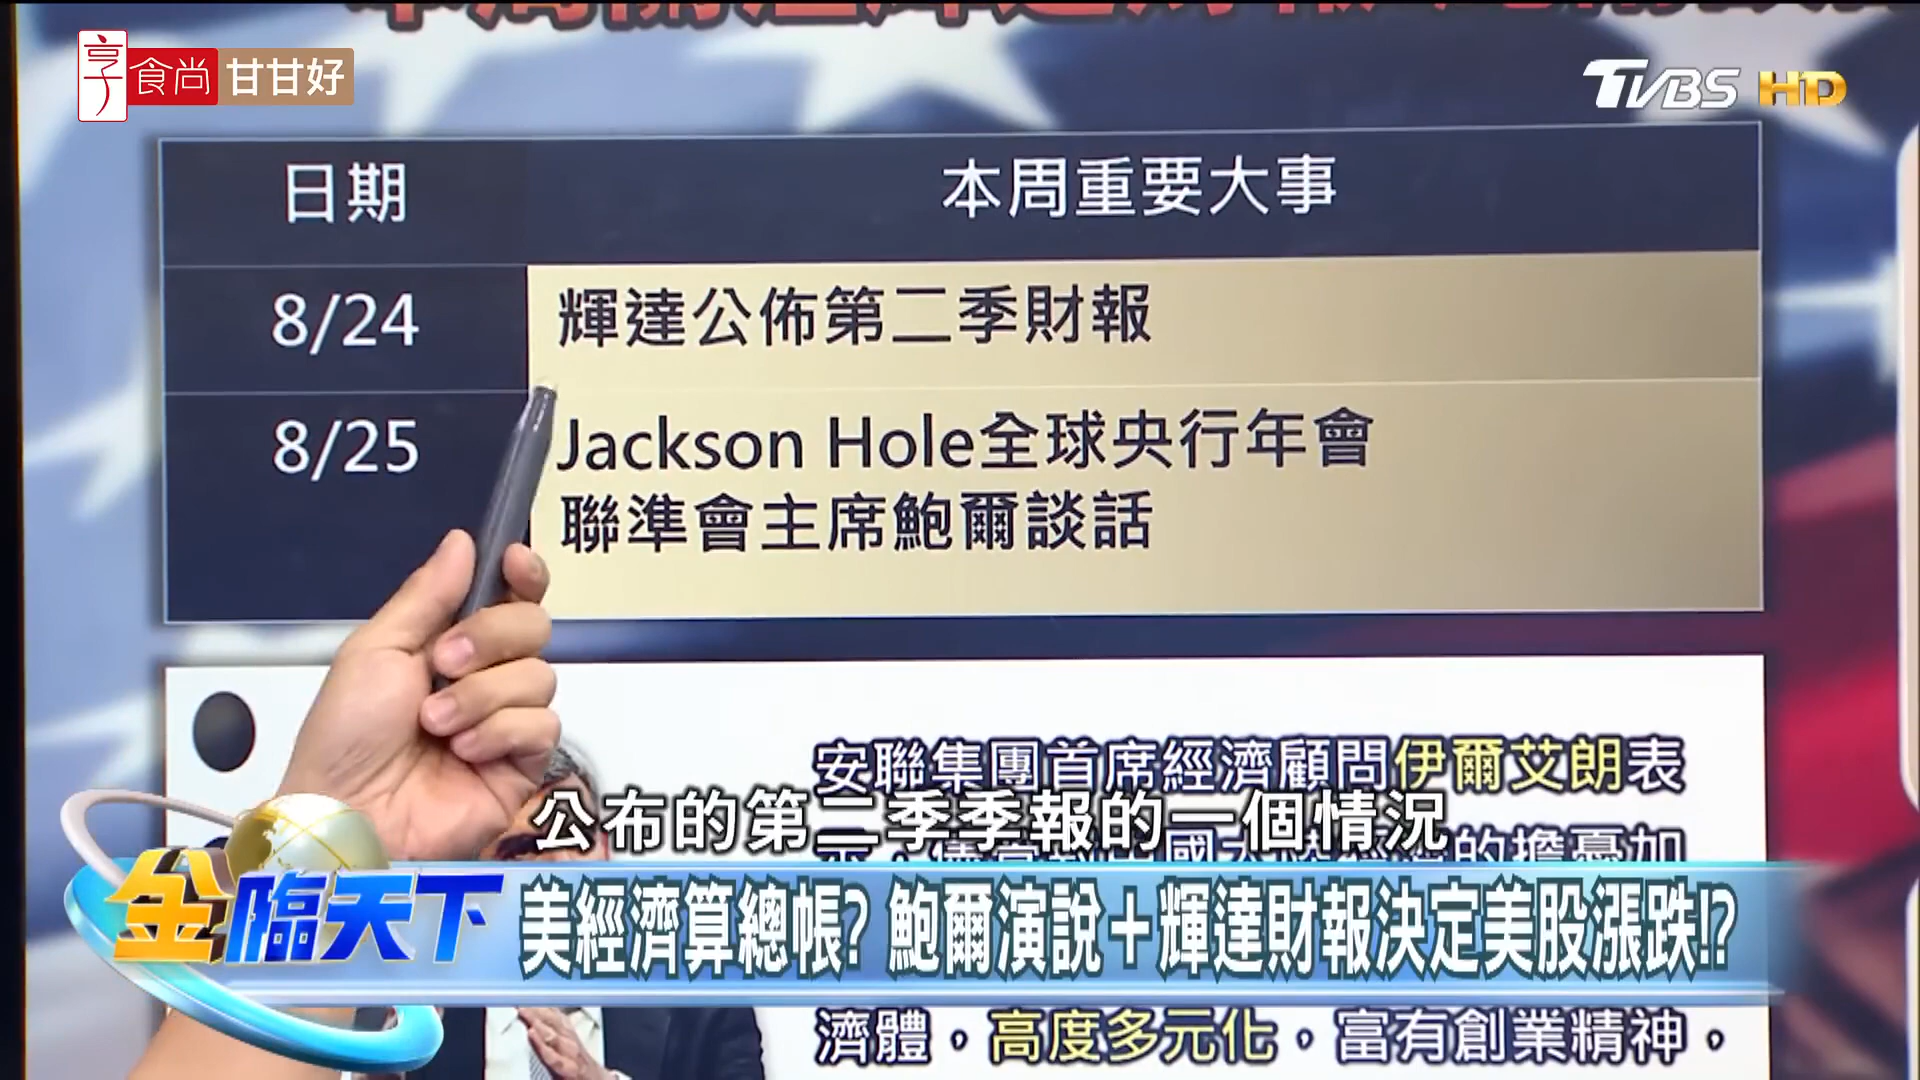 享食尚 甘甘好
TVBS HD
日期 本周重要大事
8/24 輝達公佈第二季財報
8/25 Jackson Hole全球央行年會
聯準會主席鮑爾談話
安聯集團首席經濟顧問伊爾艾朗表
公布的第二季季報的一個情況
金臨天下
美經濟算總帳? 鮑爾演說+輝達財報決定美股漲跌!?
濟體,高度多元化,富有創業精神,